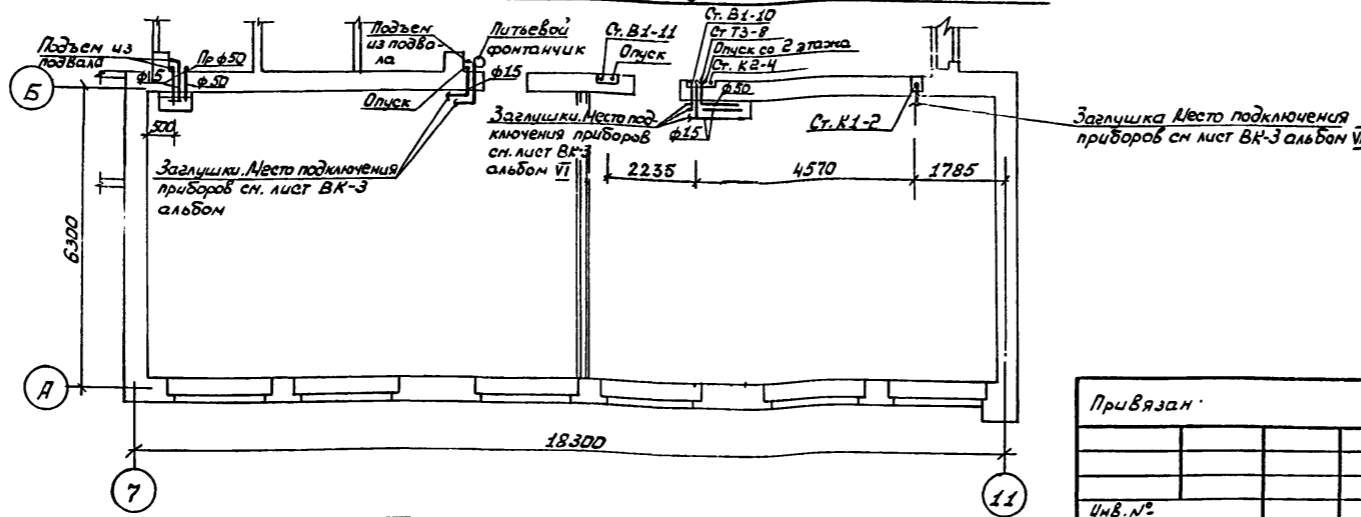 Подъем из
подвала
ф15
Пр ф50
ф50
Подъем
из подва-
ла
Питьевой
фонтанчик
ф15
Опуск
Ст. В1-11
Опуск
Ст. В1-10
Ст Т3-8
Опуск со 2 этажа
Ст. К2-4
ф50
ф15
Ст. К1-2
Б
500
Заглушки. Место подключения
приборов см. лист ВК-3
альбом
Заглушки. Место под-
ключения приборов
см. лист ВК-3
альбом VI
Заглушка Место подключения
приборов см лист ВК-3 альбом
2235
4570
1785
6300
А
18300
7
11
Привязан
Инв. №